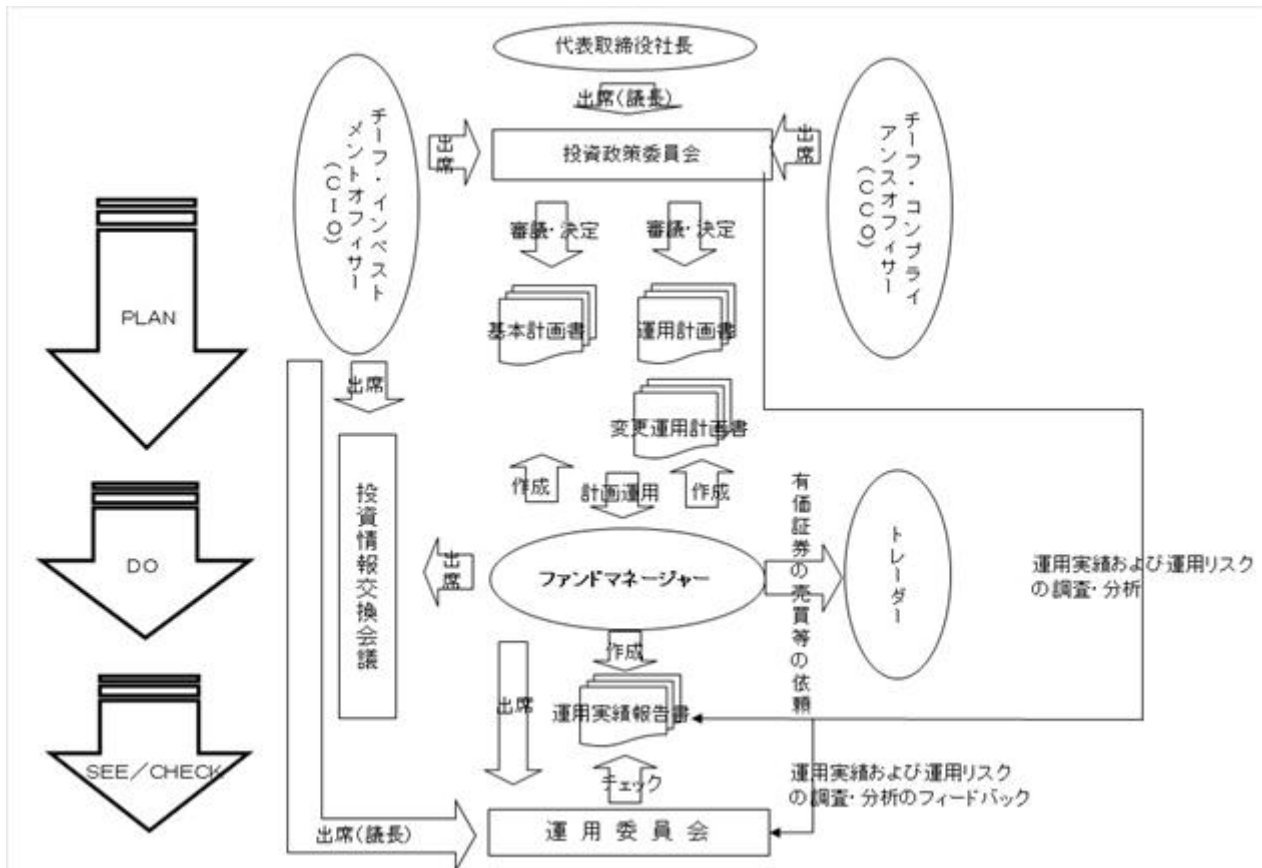 代表取締役社長
出席(議長)
チーフ・インベスト
メントオフィサー
(CIO)
出席
投資政策委員会
出席
チーフ・コンプライ
アンスオフィサー
(CCO)
審議・決定
審議・決定
PLAN
基本計画書
運用計画書
出席
変更運用計画書
作成
計画運用
作成
投資情報交換会議
DO
出席
ファンドマネージャー
有価証券の売買等の依頼
トレーダー
運用実績および運用リスク
の調査・分析
作成
出席
運用実績報告書
SEE/CHECK
チェック
運用実績および運用リスク
の調査・分析のフィードバック
出席(議長)
運用委員会